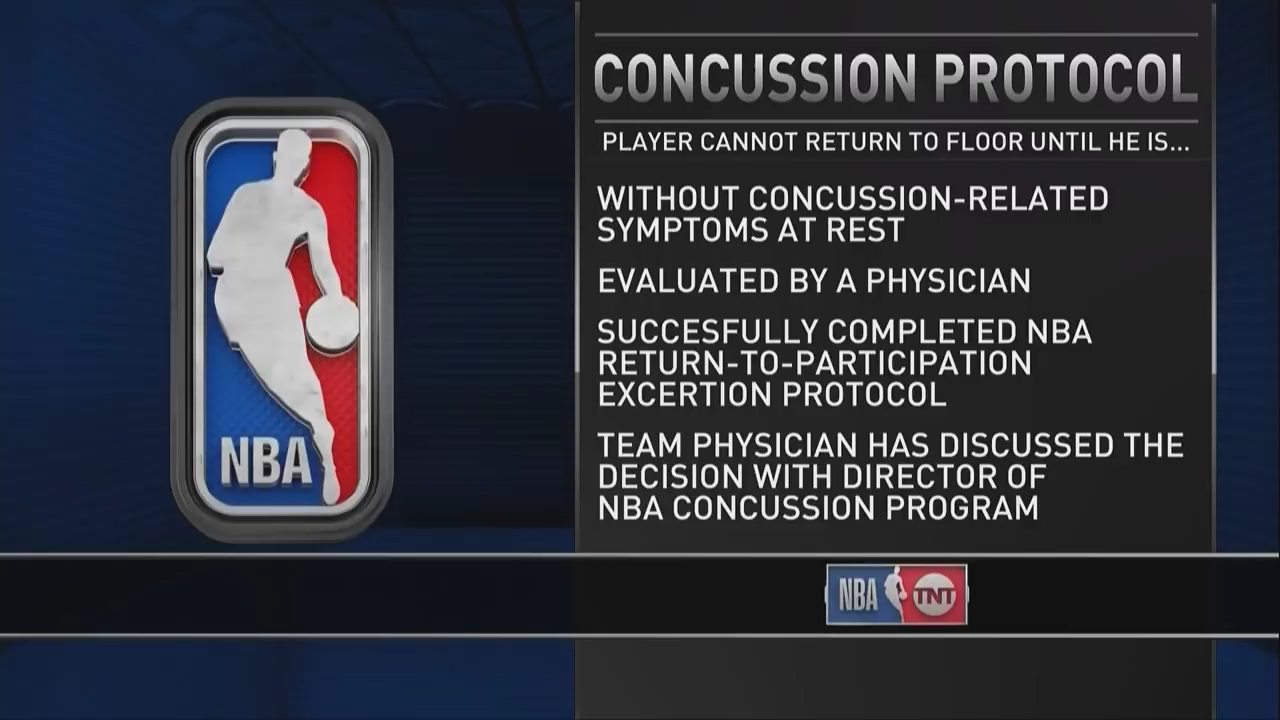 CONCUSSION PROTOCOL
PLAYER CANNOT RETURN TO FLOOR UNTIL HE IS...
WITHOUT CONCUSSION-RELATED
SYMPTOMS AT REST
EVALUATED BY A PHYSICIAN
SUCCESFULLY COMPLETED NBA
RETURN-TO-PARTICIPATION
EXCERTION PROTOCOL
TEAM PHYSICIAN HAS DISCUSSED THE
DECISION WITH DIRECTOR OF
NBA CONCUSSION PROGRAM
NBA
NBA TNT